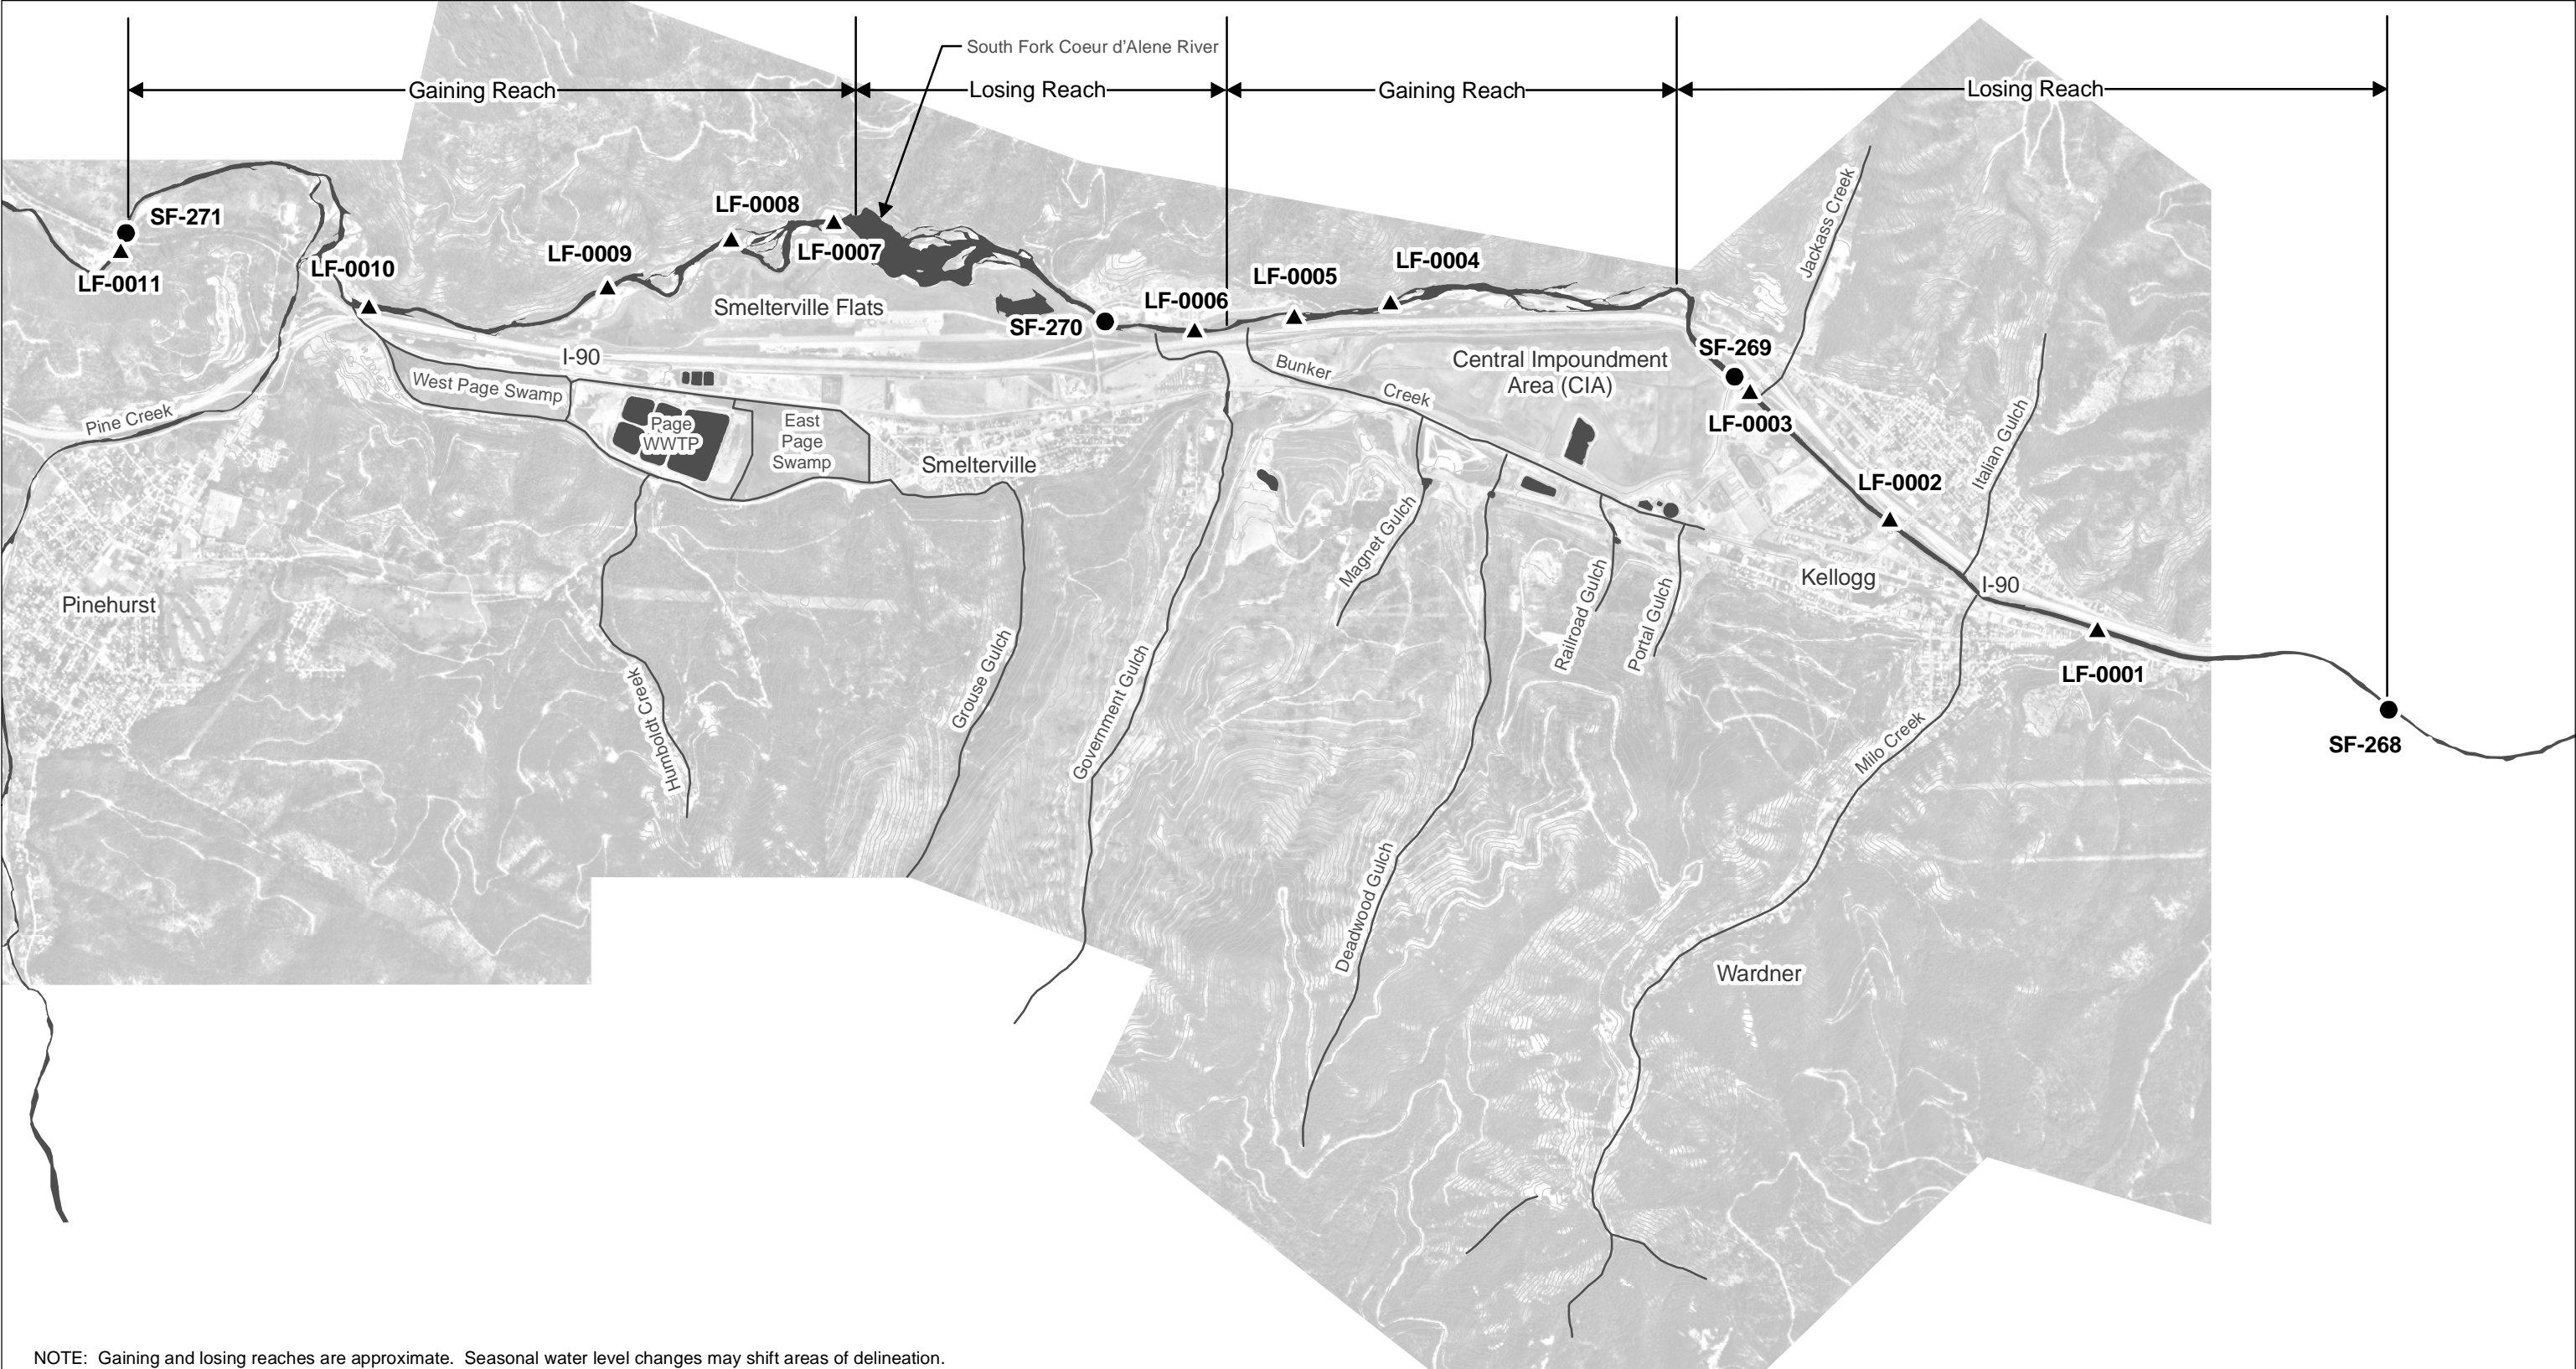 South Fork Coeur d'Alene River
Gaining Reach
Losing Reach
Gaining Reach
Losing Reach
SF-271
LF-0011
LF-0010
LF-0009
LF-0008
LF-0007
Smelterville Flats
SF-270
LF-0006
LF-0005
LF-0004
Jackass Creek
SF-269
LF-0003
Central Impoundment
Area (CIA)
I-90
Bunker
Creek
West Page Swamp
Pine Creek
Page
WWTP
East
Page
Swamp
Smelterville
LF-0002
Italian Gulch
Magnet Gulch
Railroad Gulch
Portal Gulch
Kellogg
I-90
Pinehurst
LF-0001
SF-268
Humboldt Creek
Grouse Gulch
Government Gulch
Milo Creek
Deadwood Gulch
Wardner
NOTE: Gaining and losing reaches are approximate. Seasonal water level changes may shift areas of delineation.